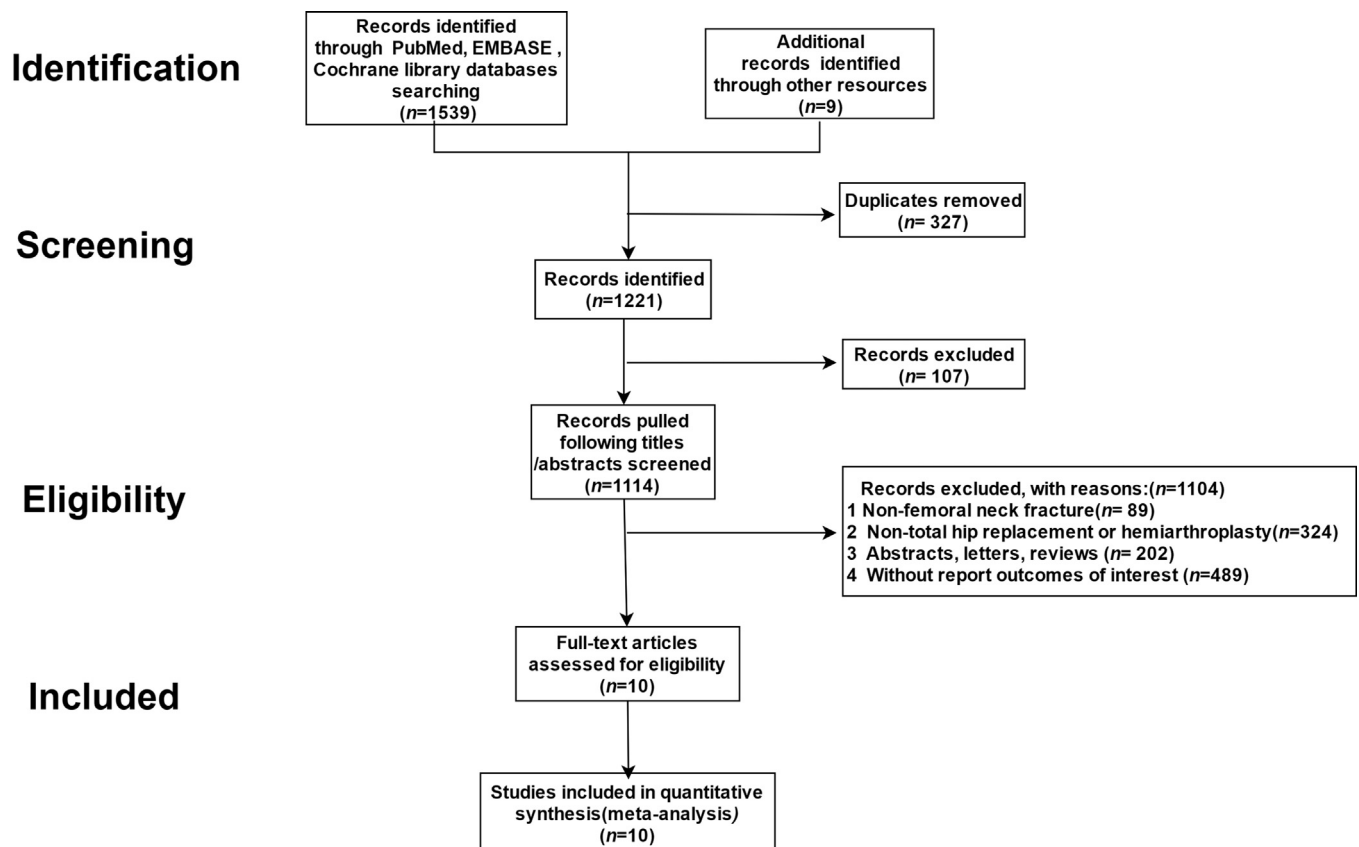 Identification
Records identified
through PubMed, EMBASE ,
Cochrane library databases
searching
(n=1539)
Additional
records identified
through other resources
(n=9)
Duplicates removed
(n= 327)
Screening
Records identified
(n=1221)
Records excluded
(n= 107)
Records pulled
following titles
/abstracts screened
(n=1114)
Eligibility
Records excluded, with reasons:(n=1104)
1 Non-femoral neck fracture(n= 89)
2 Non-total hip replacement or hemiarthroplasty(n=324)
3 Abstracts, letters, reviews (n= 202)
4 Without report outcomes of interest (n=489)
Full-text articles
assessed for eligibility
(n=10)
Included
Studies included in quantitative
synthesis(meta-analysis)
(n=10)